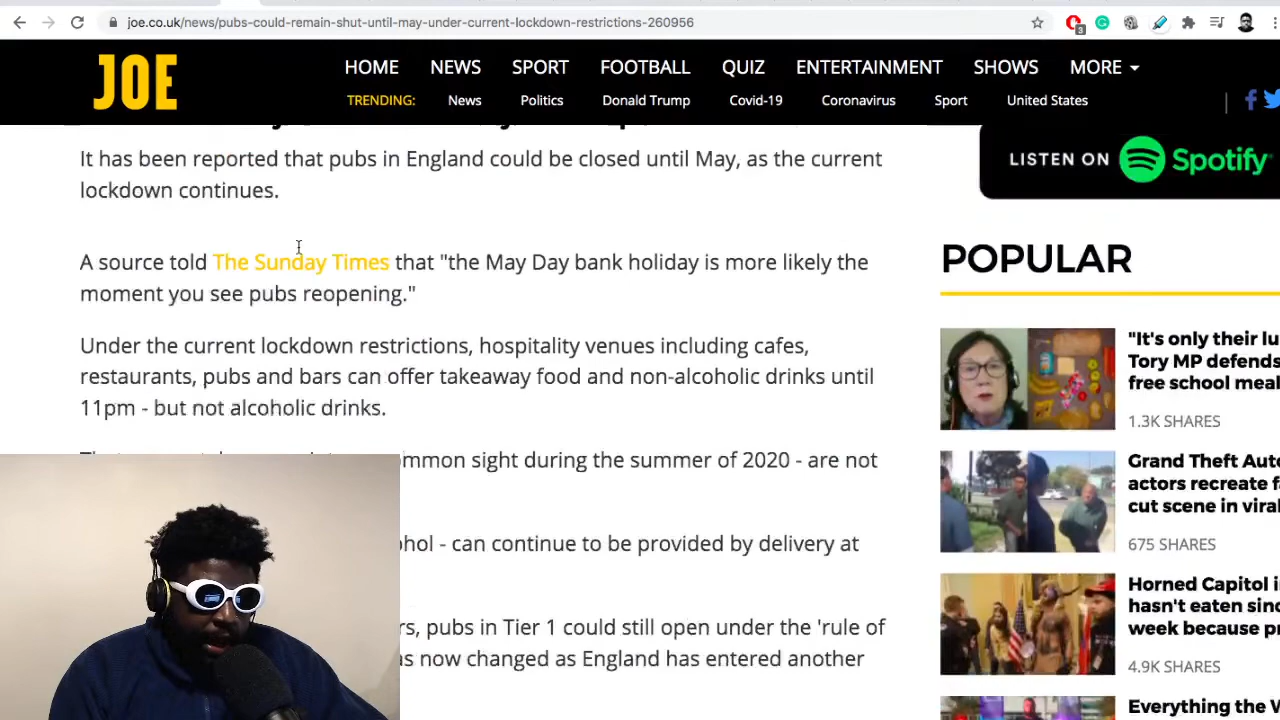 joe.co.uk/news/pubs-could-remain-shut-until-may-under-current-lockdown-restrictions-260956
3
JOE
HOME NEWS SPORT FOOTBALL QUIZ ENTERTAINMENT SHOWS MORE
TRENDING: News Politics Donald Trump Covid-19 Coronavirus Sport United States
It has been reported that pubs in England could be closed until May, as the current
lockdown continues.
A source told The Sunday Times that "the May Day bank holiday is more likely the
moment you see pubs reopening."
Under the current lockdown restrictions, hospitality venues including cafes,
restaurants, pubs and bars can offer takeaway food and non-alcoholic drinks until
11pm - but not alcoholic drinks.
mmon sight during the summer of 2020 - are not
ohol - can continue to be provided by delivery at
rs, pubs in Tier 1 could still open under the 'rule of
as now changed as England has entered another
LISTEN ON Spotify
POPULAR
"It's only their lu
Tory MP defends
free school meal
1.3K SHARES
Grand Theft Auto
actors recreate fa
cut scene in viral
675 SHARES
Horned Capitol i
hasn't eaten sinc
week because pr
4.9K SHARES
Everything the W